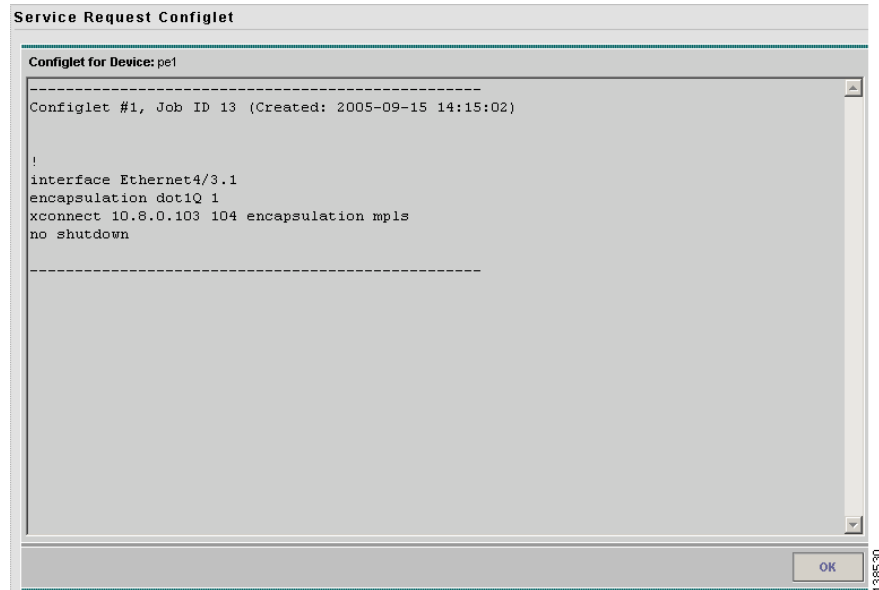 Service Request Configlet
Configlet for Device: pe1
--------------------------------------------------
Configlet #1, Job ID 13 (Created: 2005-09-15 14:15:02)
!
interface Ethernet4/3.1
encapsulation dot1Q 1
xconnect 10.8.0.103 104 encapsulation mpls
no shutdown
--------------------------------------------------
OK
138530